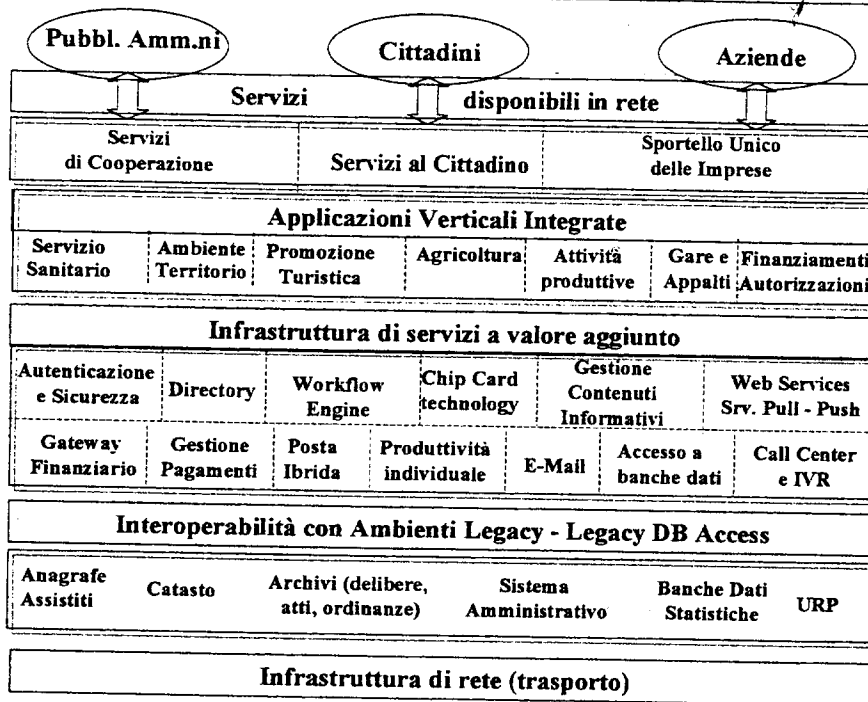 Pubbl. Amm.ni
Cittadini
Aziende
Servizi disponibili in rete
Servizi
di Cooperazione
Servizi al Cittadino
Sportello Unico
delle Imprese
Applicazioni Verticali Integrate
Servizio
Sanitario
Ambiente
Territorio
Promozione
Turistica
Agricoltura
Attività
produttive
Gare e
Appalti
Finanziamenti
Autorizzazioni
Infrastruttura di servizi a valore aggiunto
Autenticazione
e Sicurezza
Directory
Workflow
Engine
Chip Card
technology
Gestione
Contenuti
Informativi
Web Services
Srv. Pull - Push
Gateway
Finanziario
Gestione
Pagamenti
Posta
Ibrida
Produttività
individuale
E-Mail
Accesso a
banche dati
Call Center
e IVR
Interoperabilità con Ambienti Legacy - Legacy DB Access
Anagrafe
Assistiti
Catasto
Archivi (delibere,
atti, ordinanze)
Sistema
Amministrativo
Banche Dati
Statistiche
URP
Infrastruttura di rete (trasporto)